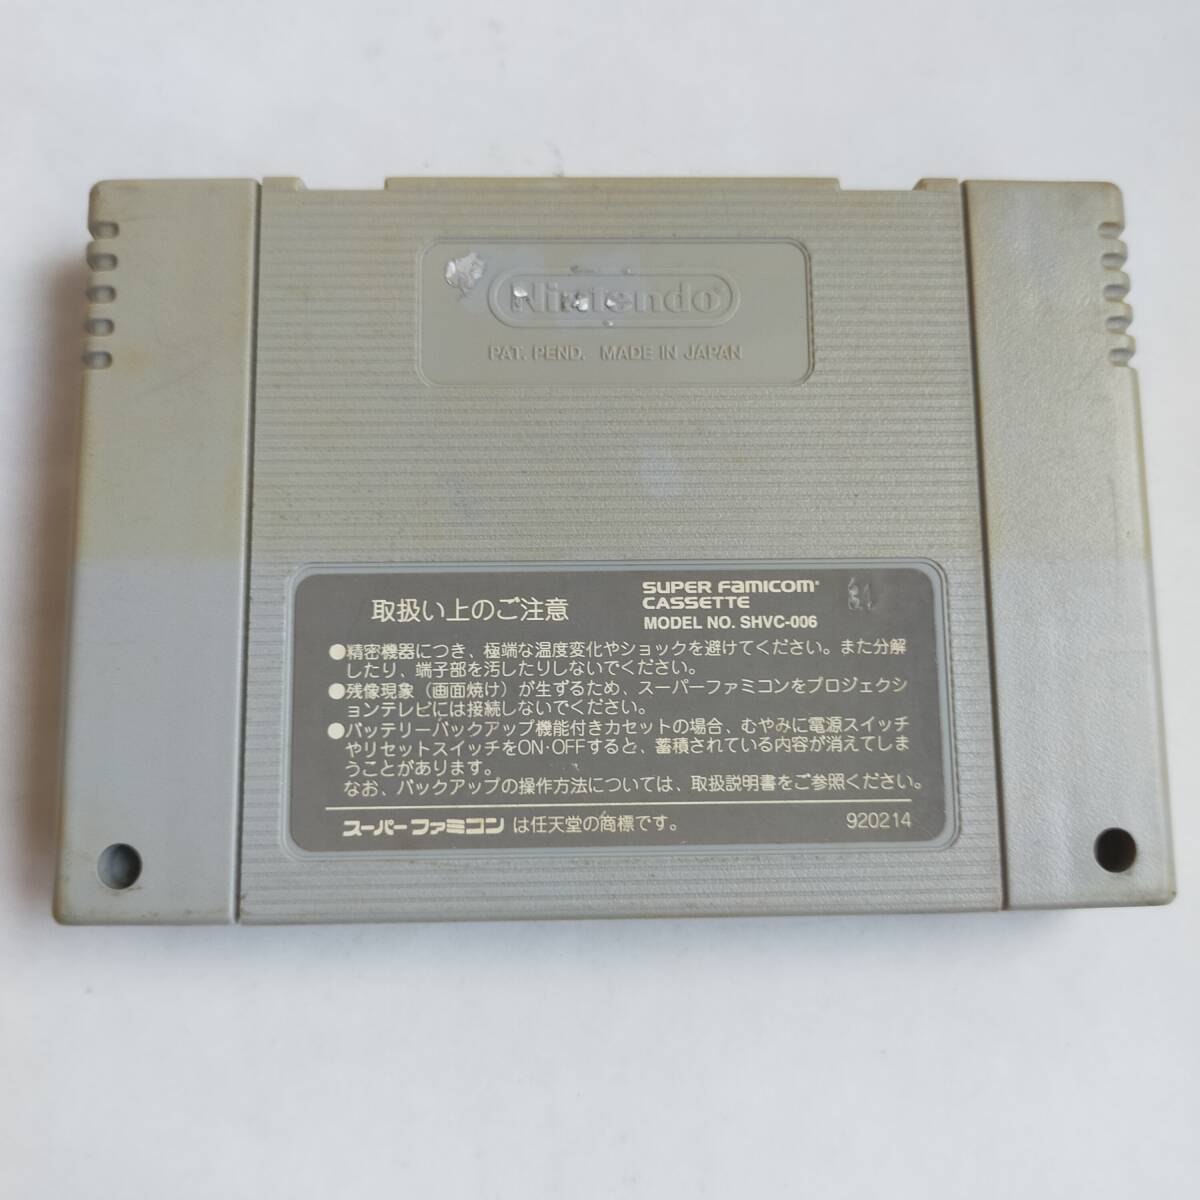 Nintendo®
PAT. PEND. MADE IN JAPAN
取扱い上のご注意
SUPER FAMICOM®
CASSETTE
MODEL NO. SHVC-006
●精密機器につき、極端な温度変化やショックを避けてください。また分解
したり、端子部を汚したりしないでください。
●残像現象（画面焼け）が生ずるため、スーパーファミコンをプロジェクシ
ョンテレビには接続しないでください。
●バッテリーバックアップ機能付きカセットの場合、むやみに電源スイッチ
やリセットスイッチをON·OFFすると、蓄積されている内容が消えてしま
うことがあります。
なお、バックアップの操作方法については、取扱説明書をご参照ください。
スーパーファミコンは任天堂の商標です。
920214